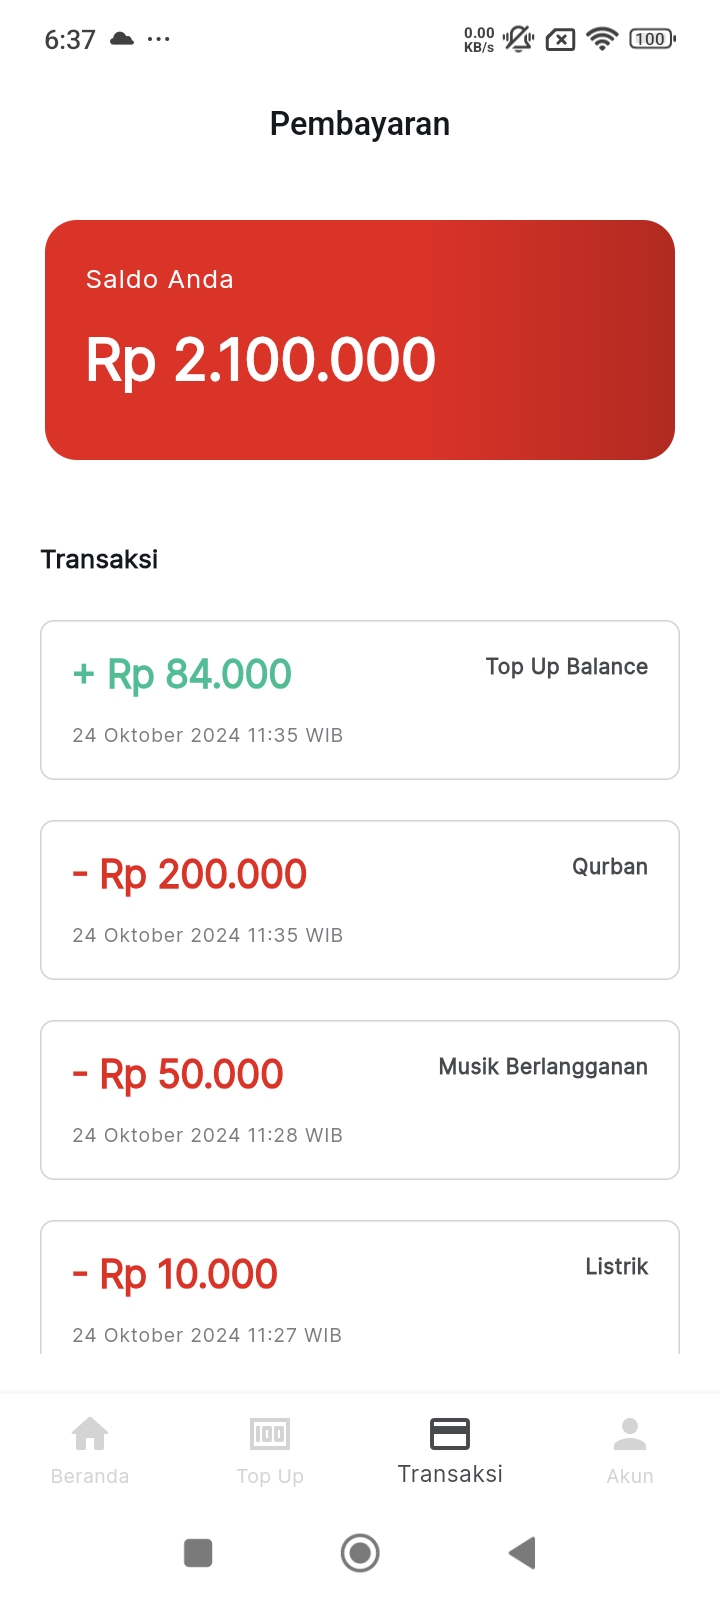 6:37
0.00
KB/s
100
Pembayaran
Saldo Anda
Rp 2.100.000
Transaksi
+ Rp 84.000
Top Up Balance
24 Oktober 2024 11:35 WIB
- Rp 200.000
Qurban
24 Oktober 2024 11:35 WIB
- Rp 50.000
Musik Berlangganan
24 Oktober 2024 11:28 WIB
- Rp 10.000
Listrik
24 Oktober 2024 11:27 WIB
100
Beranda
Top Up
Transaksi
Akun